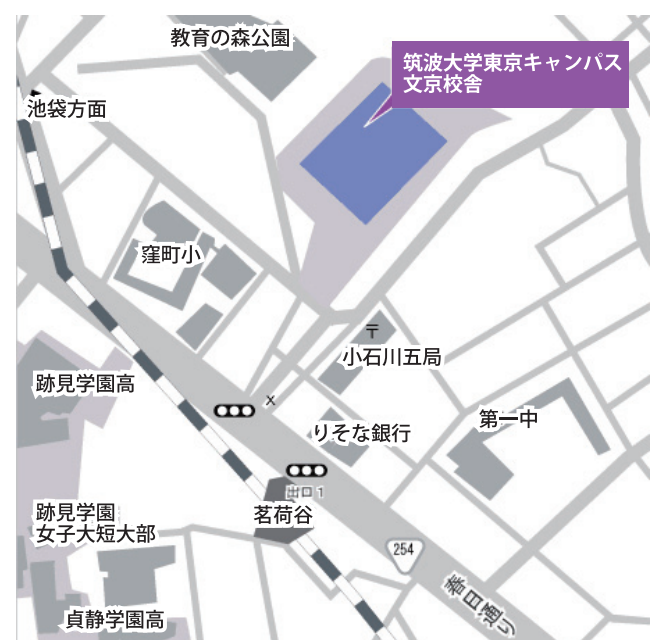 教育の森公園
筑波大学東京キャンパス
文京校舎
池袋方面
窪町小
〒
小石川五局
跡見学園高
x
第一中
りそな銀行
出口1
茗荷谷
跡見学園
女子大短大部
254
春日通り
貞静学園高